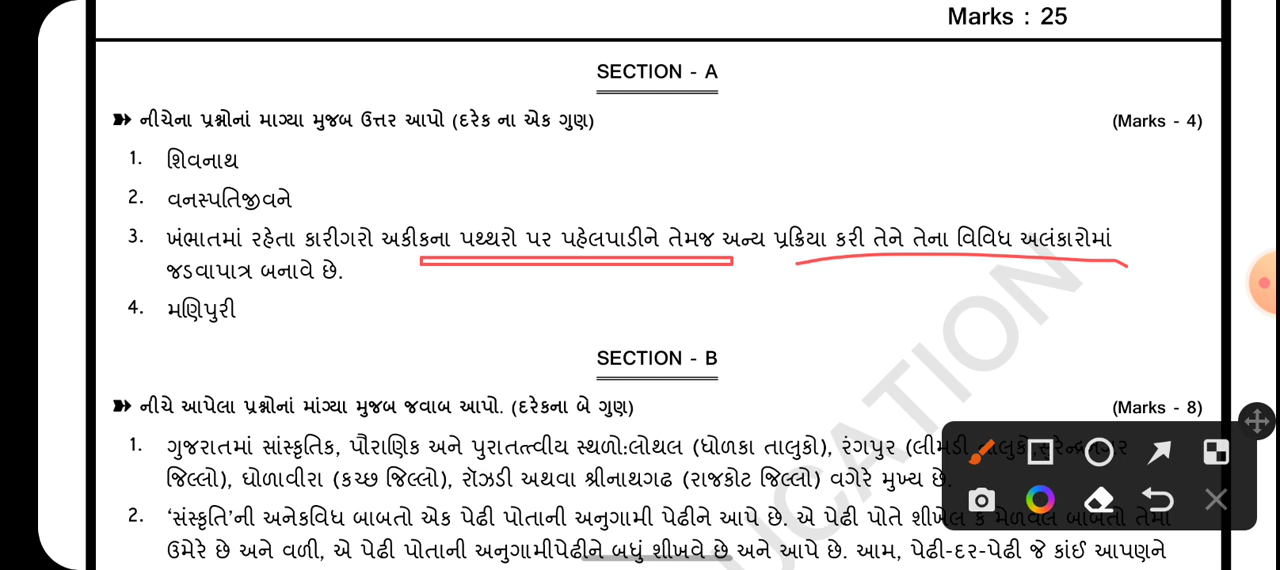 Marks : 25
SECTION - A
નીચેના પ્રશ્નોનાં માગ્યા મુજબ ઉત્તર આપો (દરેક ના એક ગુણ) (Marks - 4)
1. શિવનાથ
2. વનસ્પતિજીવને
3. ખંભાતમાં રહેતા કારીગરો અકીકના પથ્થરો પર પહેલપાડીને તેમજ અન્ય પ્રક્રિયા કરી તેને તેના વિવિધ અલંકારોમાં
જડવાપાત્ર બનાવે છે.
4. મણિપુરી
SECTION - B
નીચે આપેલા પ્રશ્નોનાં માંગ્યા મુજબ જવાબ આપો. (દરેકના બે ગુણ) (Marks - 8)
1. ગુજરાતમાં સાંસ્કૃતિક, પૌરાણિક અને પુરાતત્ત્વીય સ્થળો:લોથલ (ધોળકા તાલુકો), રંગપુર (લીમડી તાલુકો,સુરેન્દ્રનગર
જિલ્લો), ધોળાવીરા (કચ્છ જિલ્લો), રૉઝડી અથવા શ્રીનાથગઢ (રાજકોટ જિલ્લો) વગેરે મુખ્ય છે.
2. ‘સંસ્કૃતિ’ની અનેકવિધ બાબતો એક પેઢી પોતાની અનુગામી પેઢીને આપે છે. એ પેઢી પોતે શીખેલ કે મેળવેલ બાબતો તેમાં
ઉમેરે છે અને વળી, એ પેઢી પોતાની અનુગામીપેઢીને બધું શીખવે છે અને આપે છે. આમ, પેઢી-દર-પેઢી જે કાંઈ આપણને